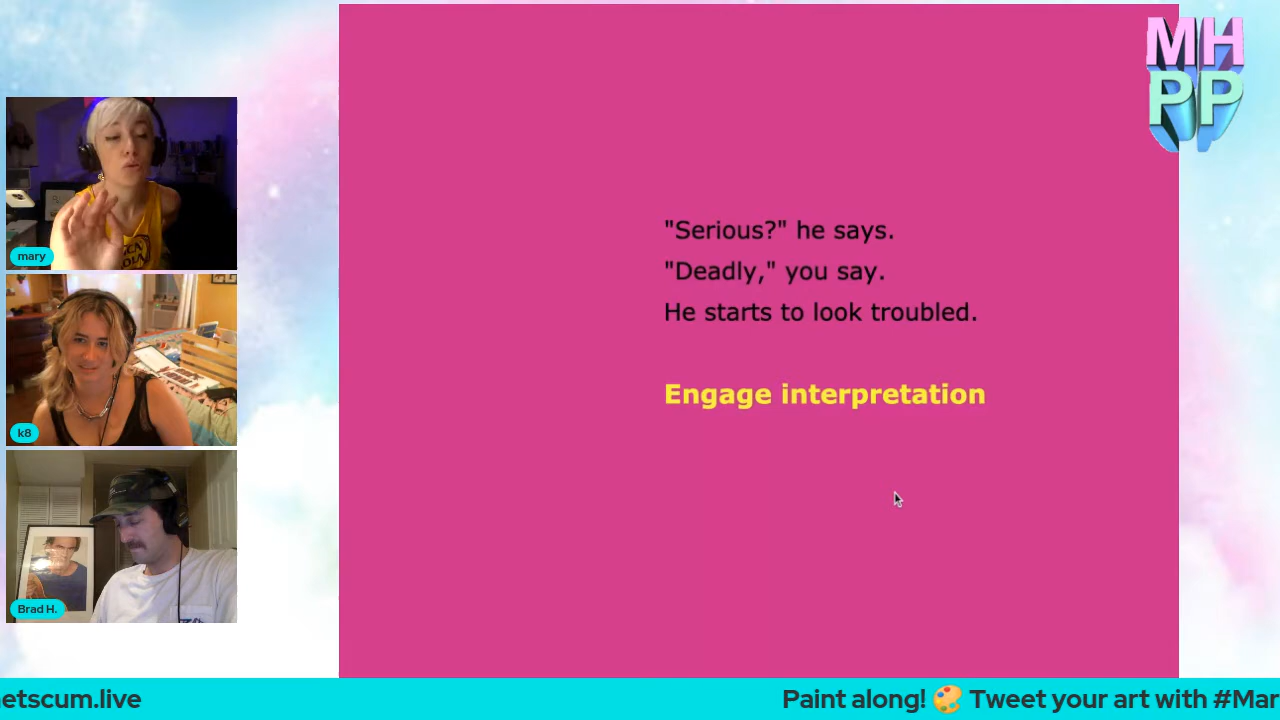 MH
PP
"Serious?" he says.
"Deadly," you say.
He starts to look troubled.
Engage interpretation
mary
k8
Brad H.
etscum.live
Paint along! 🎨 Tweet your art with #Mar